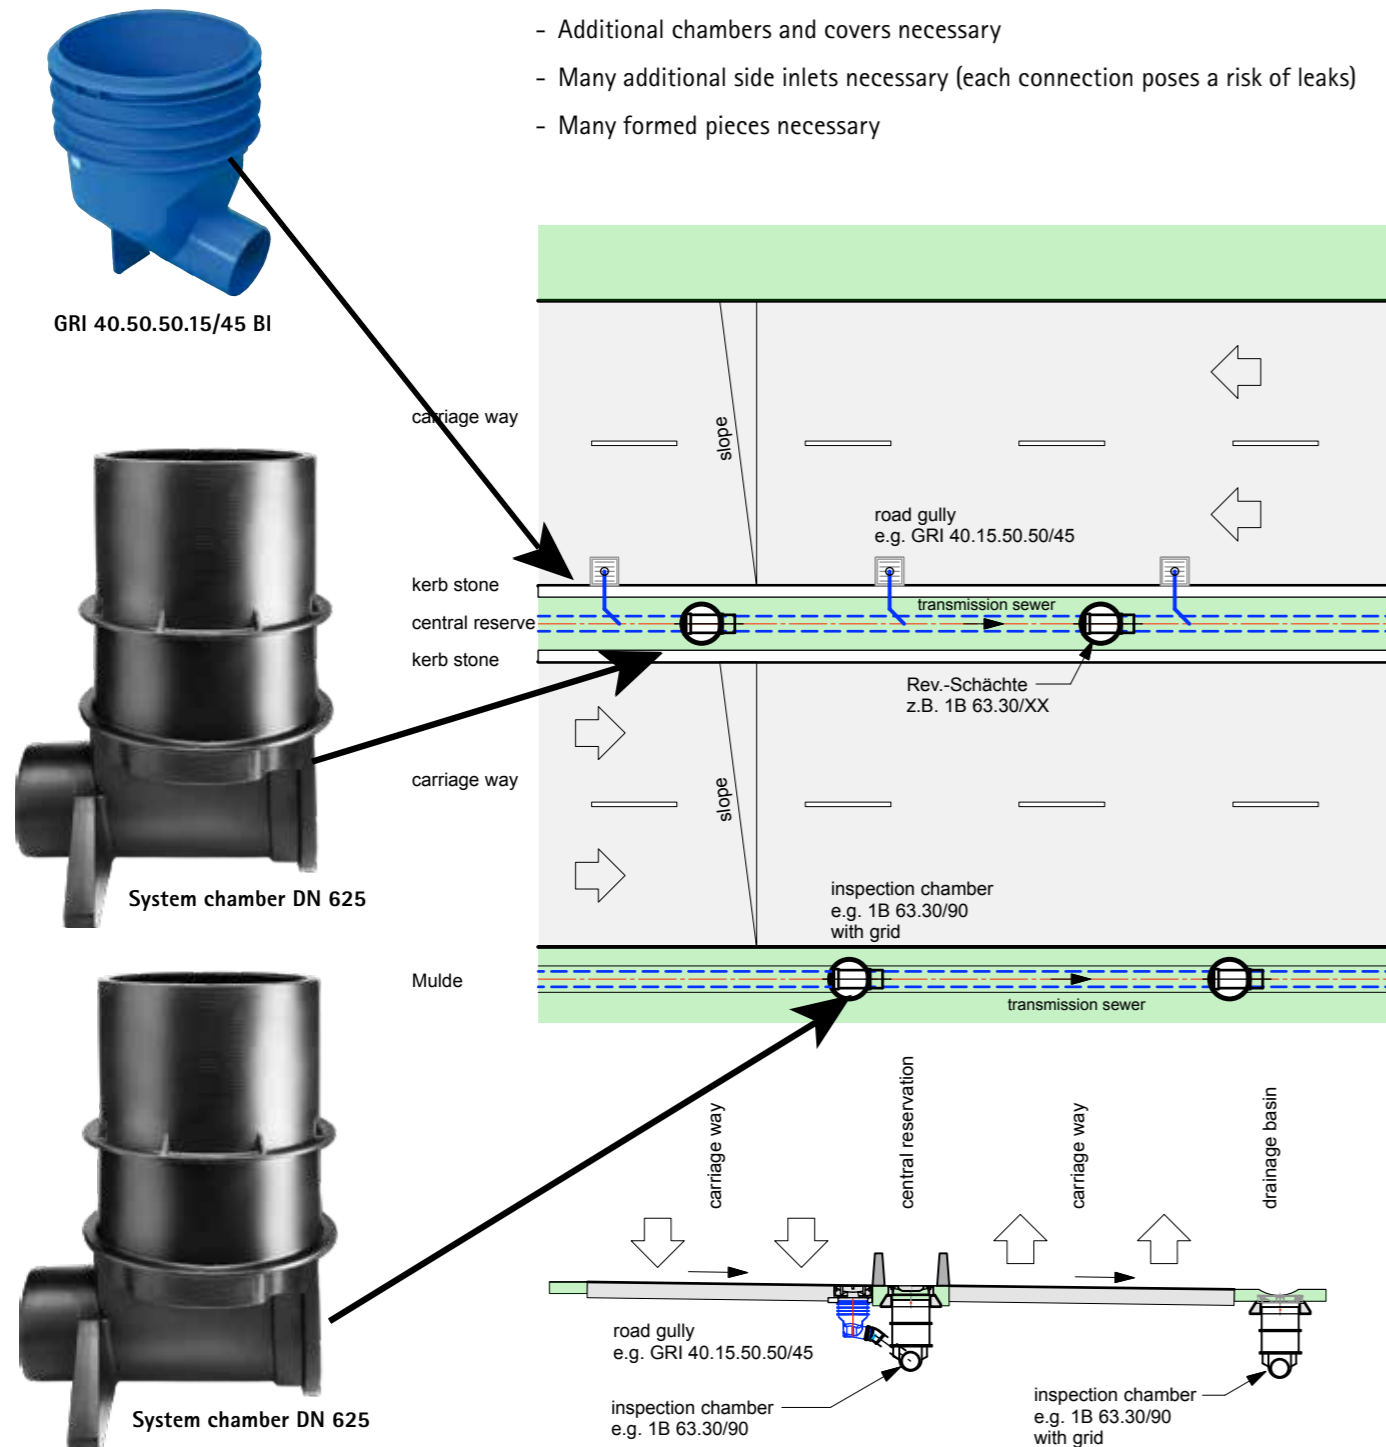 - Additional chambers and covers necessary
- Many additional side inlets necessary (each connection poses a risk of leaks)
- Many formed pieces necessary
GRI 40.50.50.15/45 BI
carriage way
slope
road gully
e.g. GRI 40.15.50.50/45
kerb stone
transmission sewer
central reserve
kerb stone
Rev.-Schächte
z.B. 1B 63.30/XX
carriage way
slope
System chamber DN 625
inspection chamber
e.g. 1B 63.30/90
with grid
Mulde
transmission sewer
carriage way
central reservation
carriage way
drainage basin
road gully
e.g. GRI 40.15.50.50/45
inspection chamber
e.g. 1B 63.30/90
inspection chamber
e.g. 1B 63.30/90
with grid
System chamber DN 625